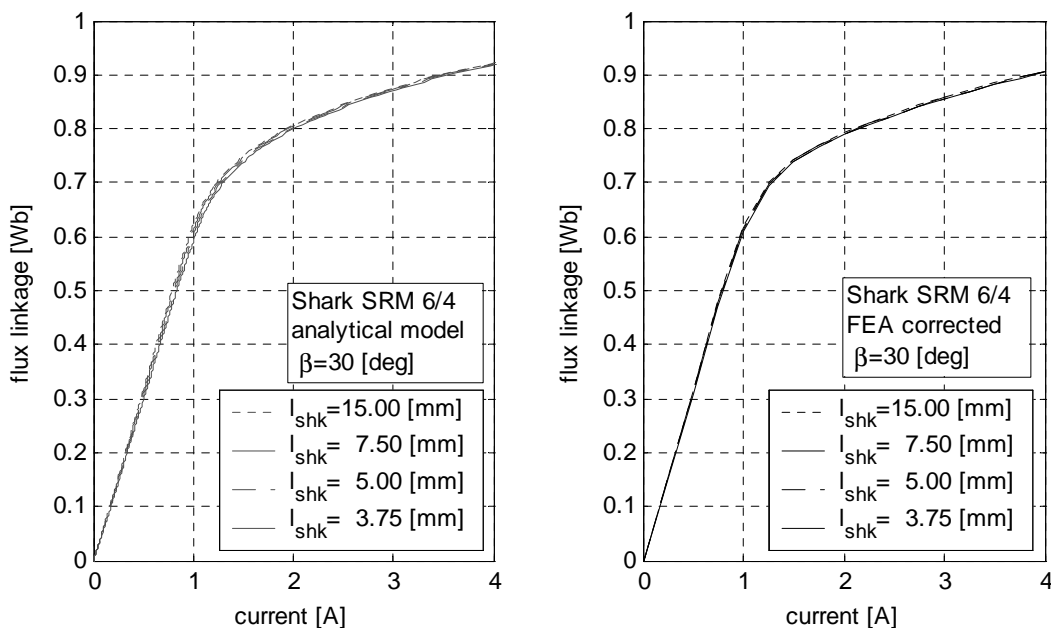 1
0.9
0.8
0.7
0.6
0.5
0.4
0.3
0.2
0.1
0
flux linkage [Wb]
Shark SRM 6/4
analytical model
β=30 [deg]
l_shk=15.00 [mm]
l_shk= 7.50 [mm]
l_shk= 5.00 [mm]
l_shk= 3.75 [mm]
0 1 2 3 4
current [A]
1
0.9
0.8
0.7
0.6
0.5
0.4
0.3
0.2
0.1
0
flux linkage [Wb]
Shark SRM 6/4
FEA corrected
β=30 [deg]
l_shk=15.00 [mm]
l_shk= 7.50 [mm]
l_shk= 5.00 [mm]
l_shk= 3.75 [mm]
0 1 2 3 4
current [A]